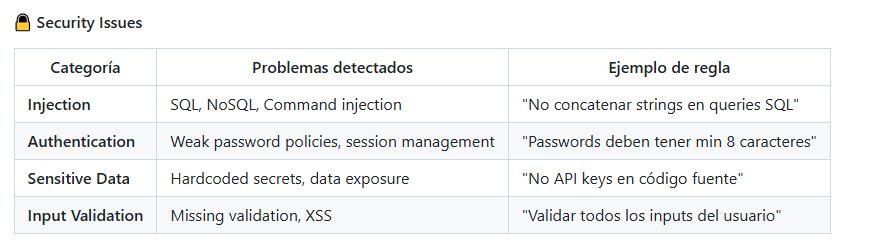 🔒 Security Issues
Categoría Problemas detectados Ejemplo de regla
Injection SQL, NoSQL, Command injection "No concatenar strings en queries SQL"
Authentication Weak password policies, session management "Passwords deben tener min 8 caracteres"
Sensitive Data Hardcoded secrets, data exposure "No API keys en código fuente"
Input Validation Missing validation, XSS "Validar todos los inputs del usuario"